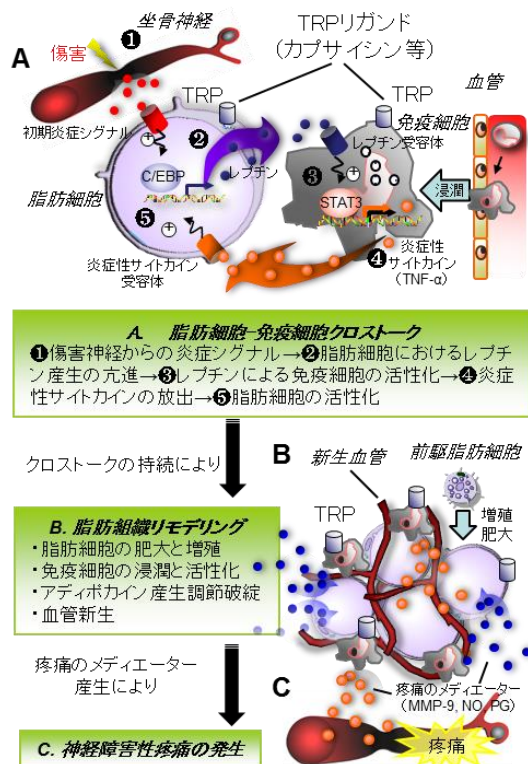 ❶
坐骨神経
TRPリガンド
(カプサイシン等)
A
傷害
TRP
TRP
血管
初期炎症シグナル
❷
免疫細胞
レプチン受容体
レプチン
C/EBP
❸
STAT3
浸潤
脂肪細胞
❺
❹
炎症性サイトカイン
受容体
炎症性
サイトカイン
(TNF-α)
A. 脂肪細胞-免疫細胞クロストーク
❶傷害神経からの炎症シグナル→❷脂肪細胞におけるレプチ
ン産生の亢進→❸レプチンによる免疫細胞の活性化→❹炎症
性サイトカインの放出→❺脂肪細胞の活性化
クロストークの持続により
B
新生血管
前駆脂肪細胞
TRP
増殖
肥大
B. 脂肪組織リモデリング
・脂肪細胞の肥大と増殖
・免疫細胞の浸潤と活性化
・アディポカイン産生調節破綻
・血管新生
疼痛のメディエーター
産生により
C
疼痛のメディエーター
(MMP-9, NO, PG)
疼痛
C. 神経障害性疼痛の発生